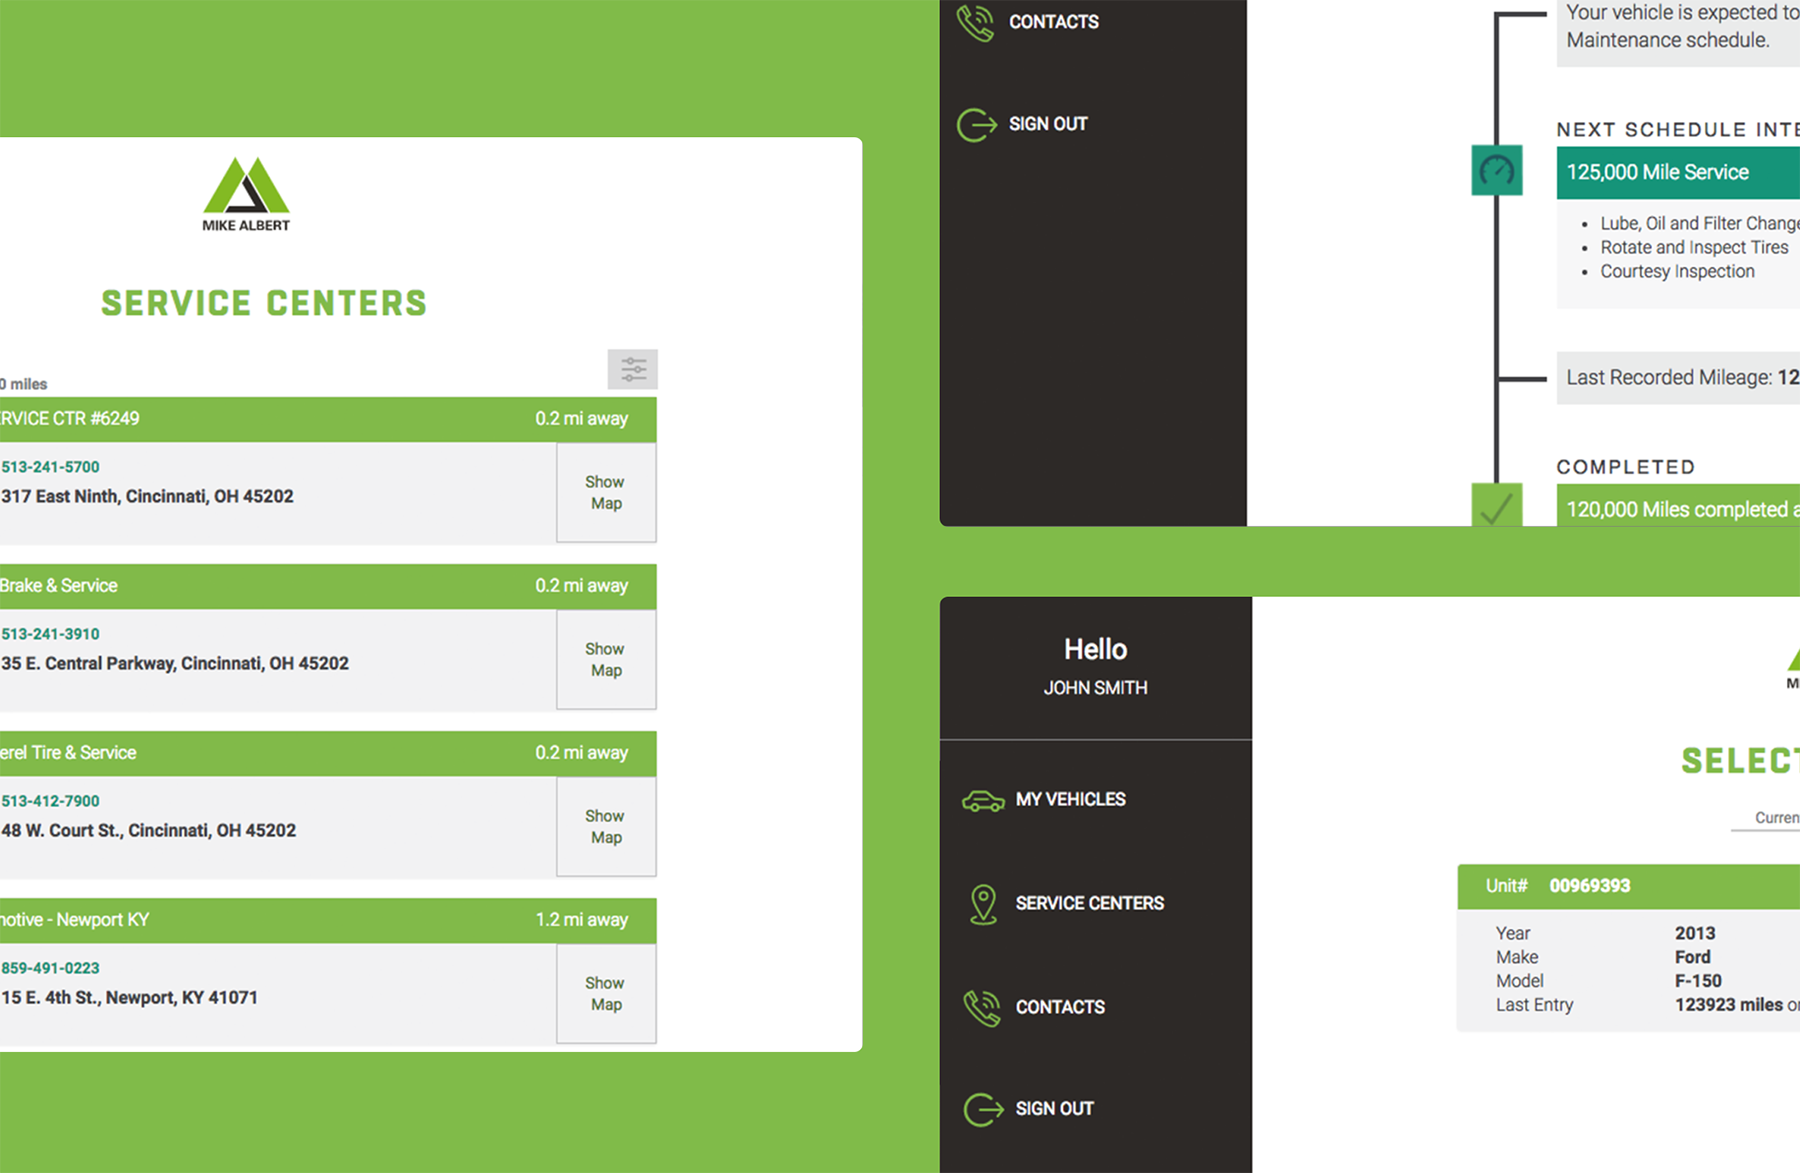 MIKE ALBERT
SERVICE CENTERS
0 miles
CTR #6249 0.2 mi away
513-241-5700
317 East Ninth, Cincinnati, OH 45202
Show
Map
Brake & Service 0.2 mi away
513-241-3910
35 E. Central Parkway, Cincinnati, OH 45202
Show
Map
Tire & Service 0.2 mi away
513-412-7900
48 W. Court St., Cincinnati, OH 45202
Show
Map
- Newport KY 1.2 mi away
859-491-0223
15 E. 4th St., Newport, KY 41071
Show
Map
CONTACTS
SIGN OUT
Your vehicle is expected to
Maintenance schedule.
NEXT SCHEDULE
125,000 Mile Service
• Lube, Oil and Filter Change
• Rotate and Inspect Tires
• Courtesy Inspection
Last Recorded Mileage: 12
COMPLETED
120,000 Miles completed
Hello
JOHN SMITH
MY VEHICLES
SERVICE CENTERS
CONTACTS
SIGN OUT
SELECT
Unit# 00969393
Year 2013
Make Ford
Model F-150
Last Entry 123923 miles